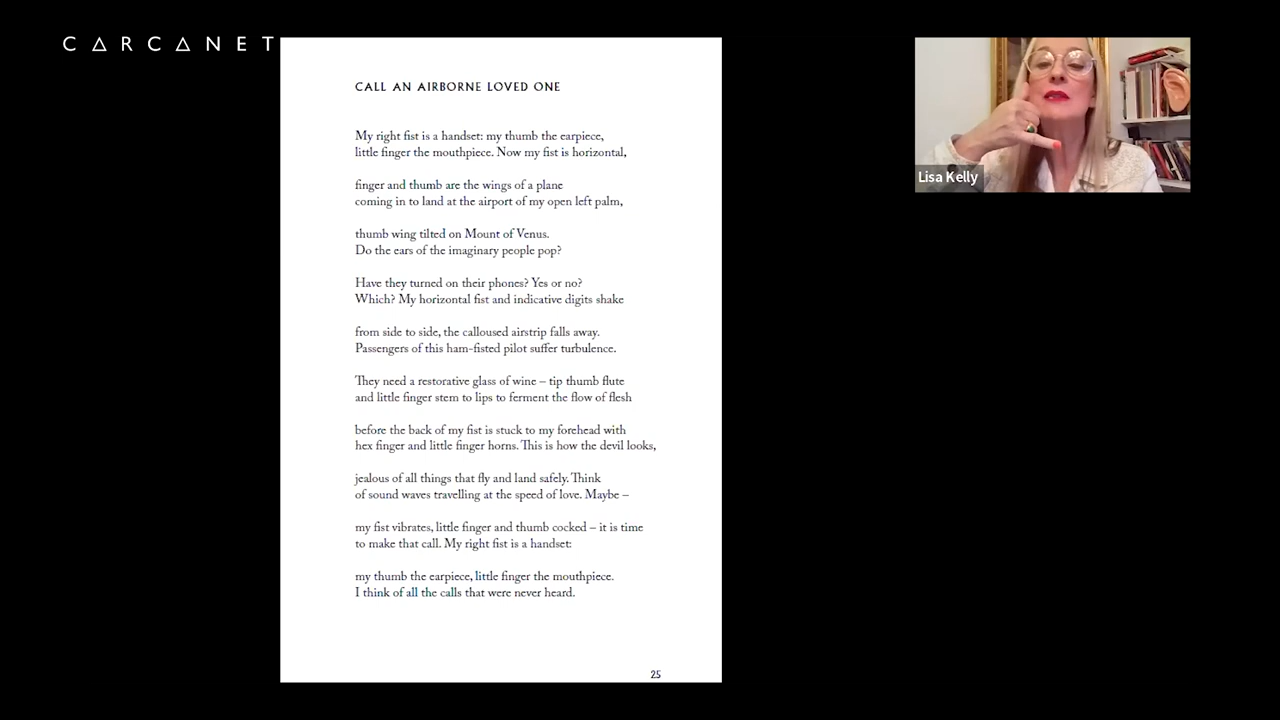 CARCANET
CALL AN AIRBORNE LOVED ONE
My right fist is a handset: my thumb the earpiece,
little finger the mouthpiece. Now my fist is horizontal,
finger and thumb are the wings of a plane
coming in to land at the airport of my open left palm,
thumb wing tilted on Mount of Venus.
Do the ears of the imaginary people pop?
Have they turned on their phones? Yes or no?
Which? My horizontal fist and indicative digits shake
from side to side, the calloused airstrip falls away.
Passengers of this ham-fisted pilot suffer turbulence.
They need a restorative glass of wine – tip thumb flute
and little finger stem to lips to ferment the flow of flesh
before the back of my fist is stuck to my forehead with
hex finger and little finger horns. This is how the devil looks,
jealous of all things that fly and land safely. Think
of sound waves travelling at the speed of love. Maybe –
my fist vibrates, little finger and thumb cocked – it is time
to make that call. My right fist is a handset:
my thumb the earpiece, little finger the mouthpiece.
I think of all the calls that were never heard.
25
Lisa Kelly